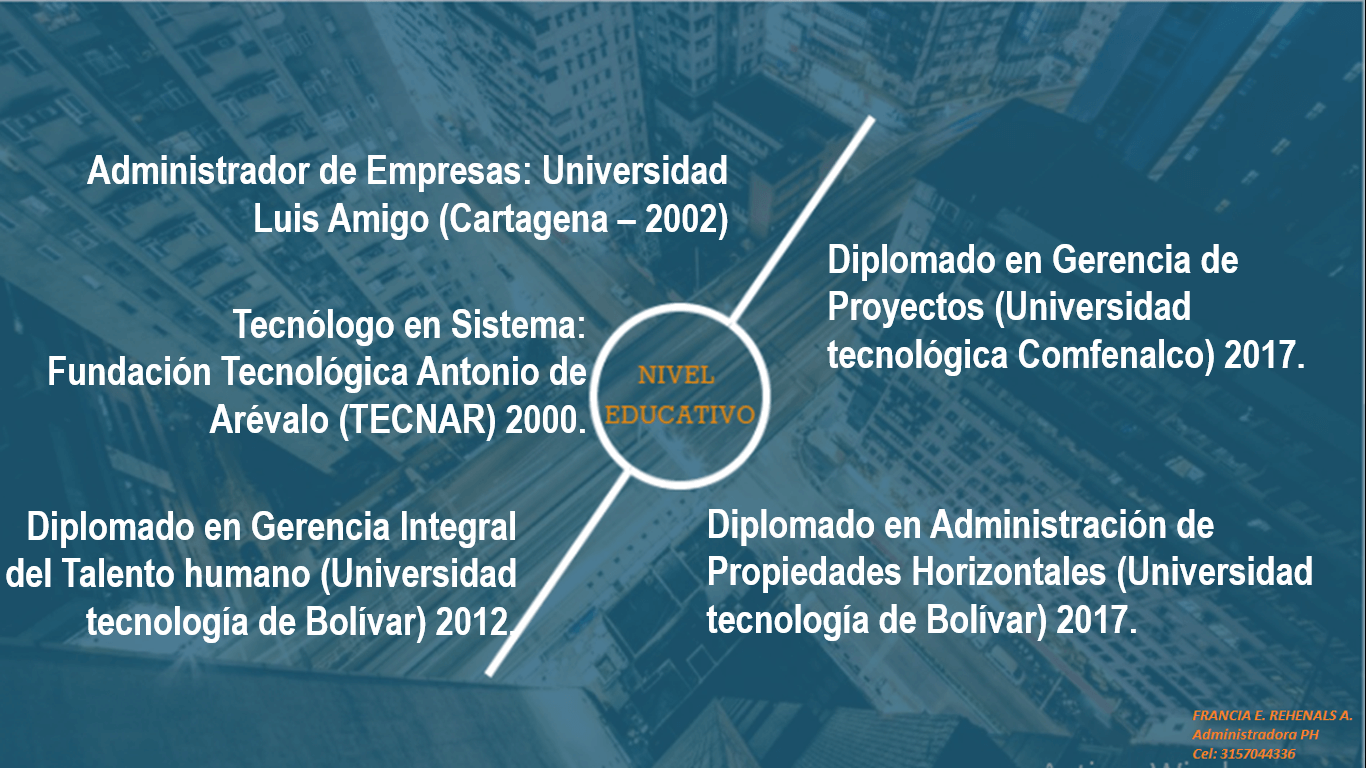 Administrador de Empresas: Universidad
Luis Amigo (Cartagena – 2002)
Tecnólogo en Sistema:
Fundación Tecnológica Antonio de
Arévalo (TECNAR) 2000.
Diplomado en Gerencia Integral
del Talento humano (Universidad
tecnología de Bolívar) 2012.
NIVEL
EDUCATIVO
Diplomado en Gerencia de
Proyectos (Universidad
tecnológica Comfenalco) 2017.
Diplomado en Administración de
Propiedades Horizontales (Universidad
tecnología de Bolívar) 2017.
FRANCIA E. REHENALS A.
Administradora PH
Cel: 3157044336